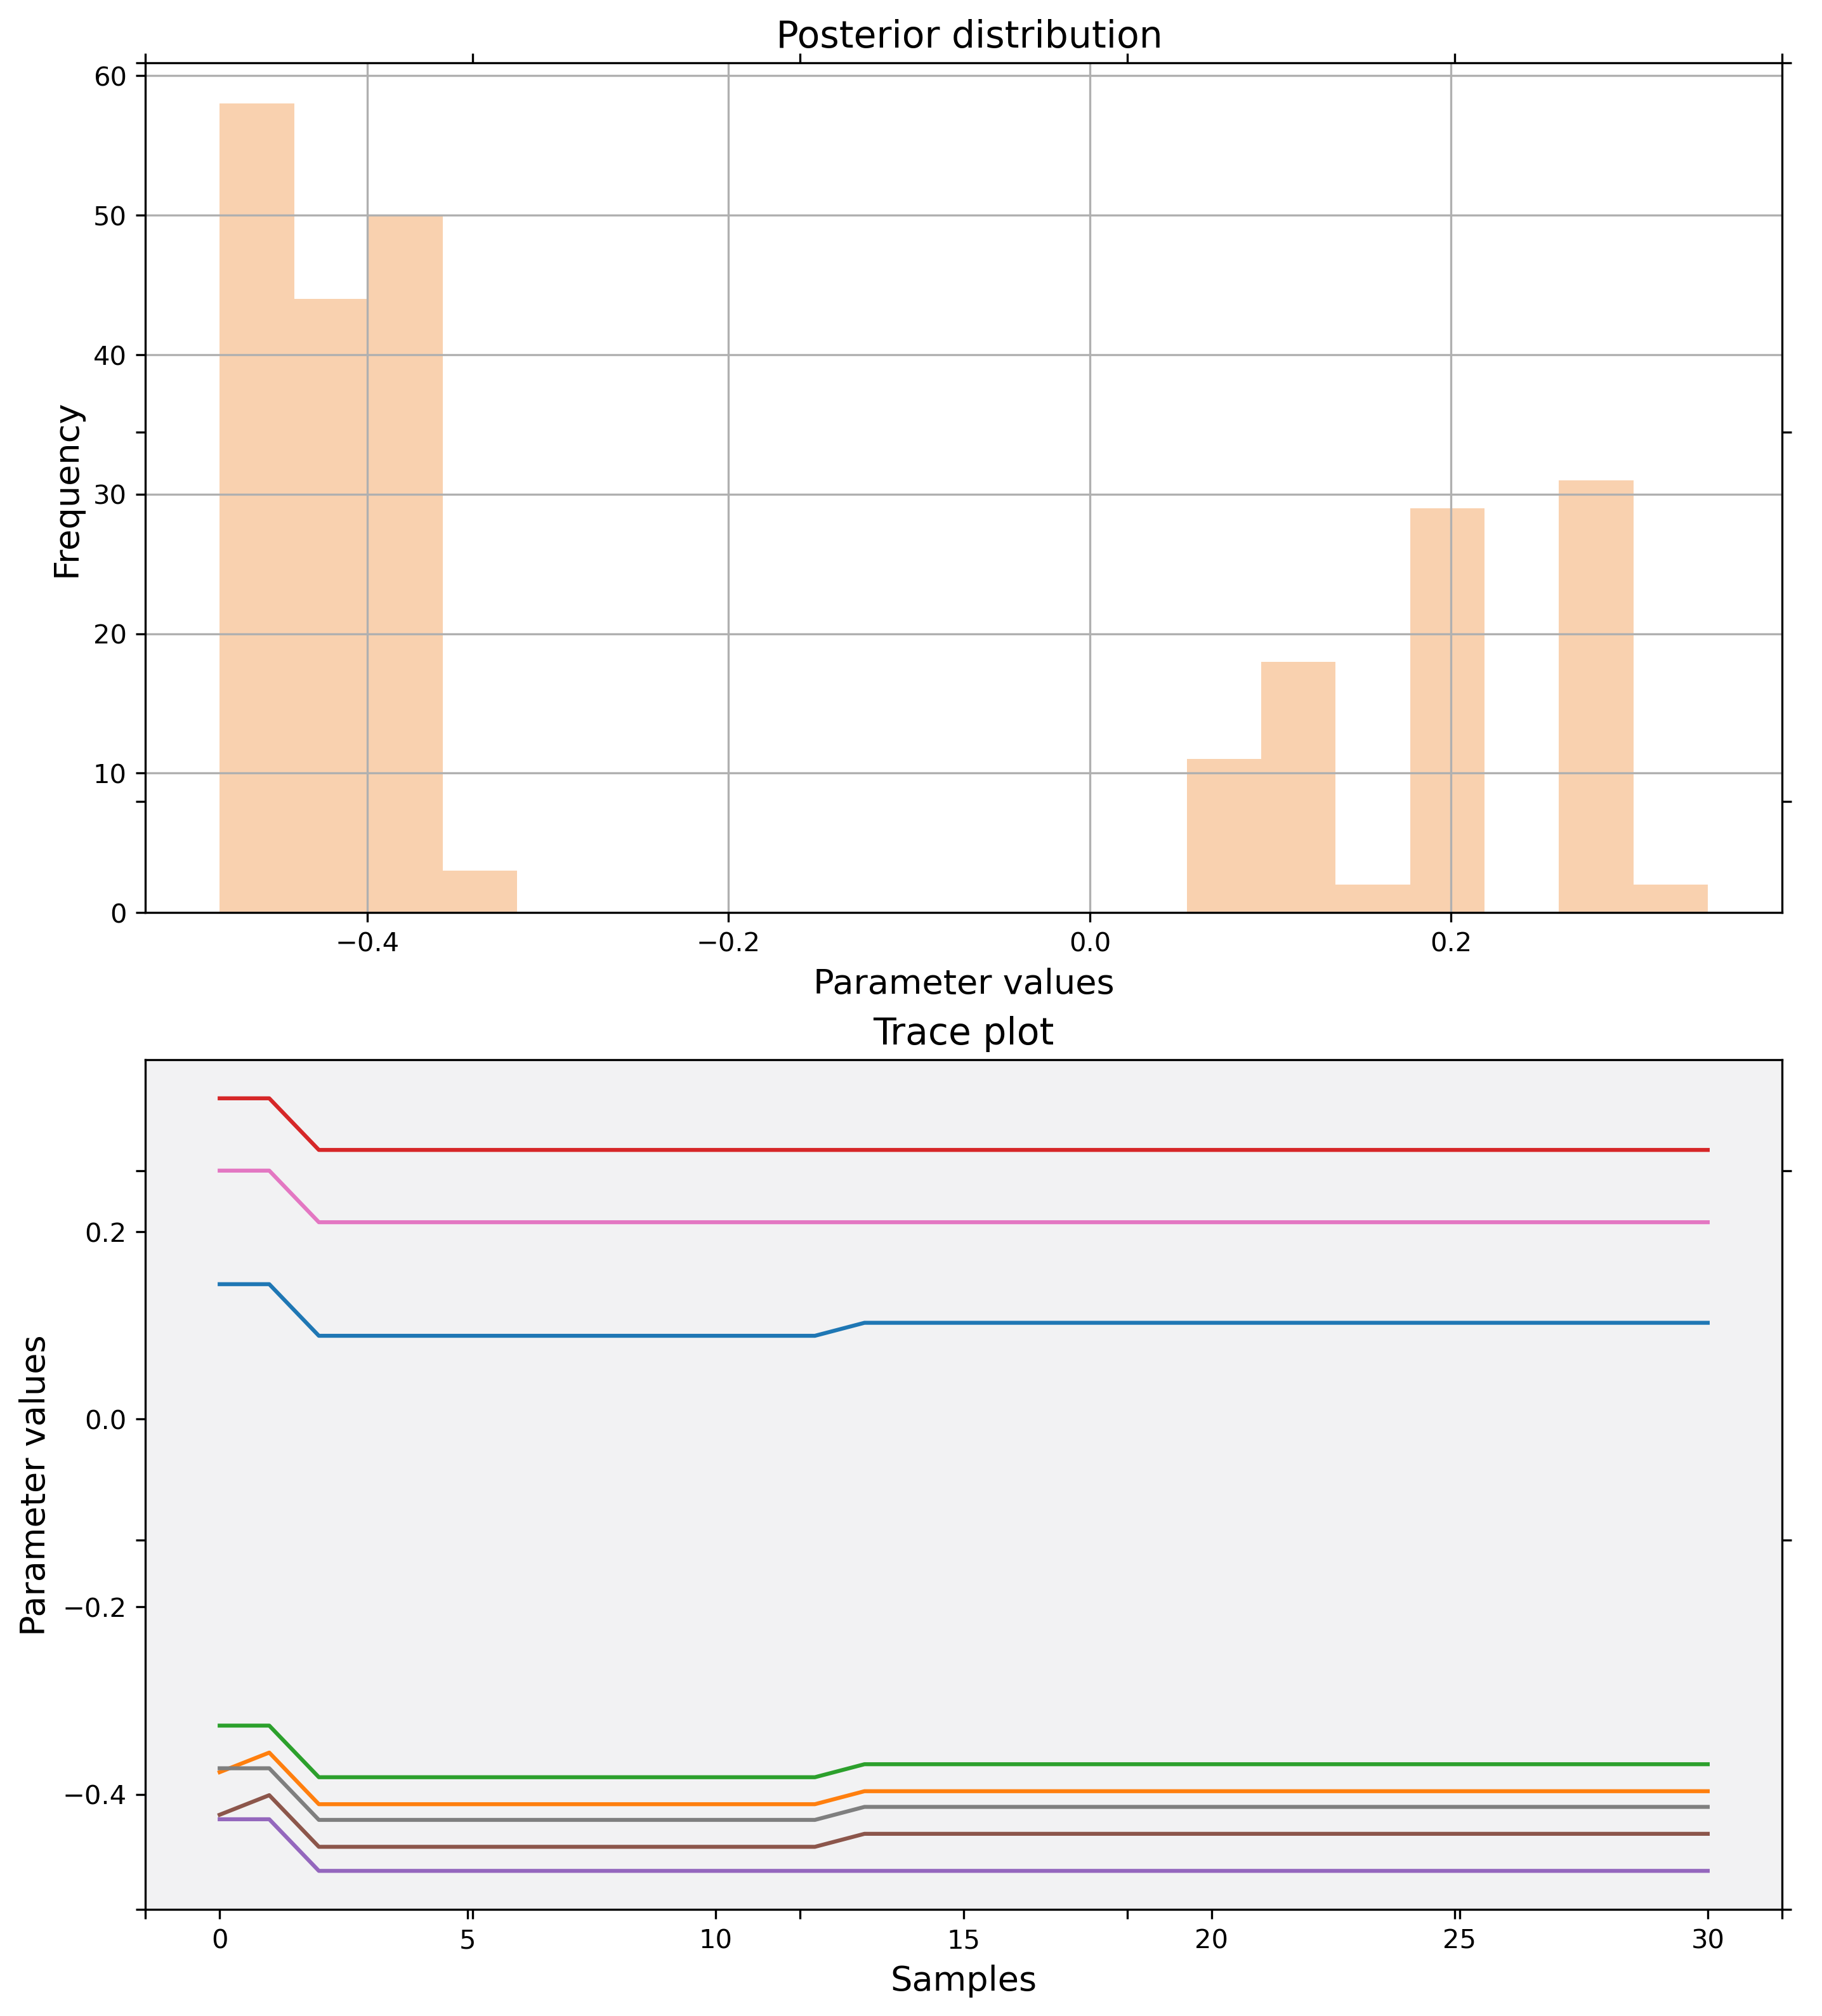 Posterior distribution
60
50
40
30
20
10
0
Frequency
−0.4 −0.2 0.0 0.2
Parameter values
Trace plot
0.2
0.0
−0.2
−0.4
Parameter values
0 5 10 15 20 25 30
Samples